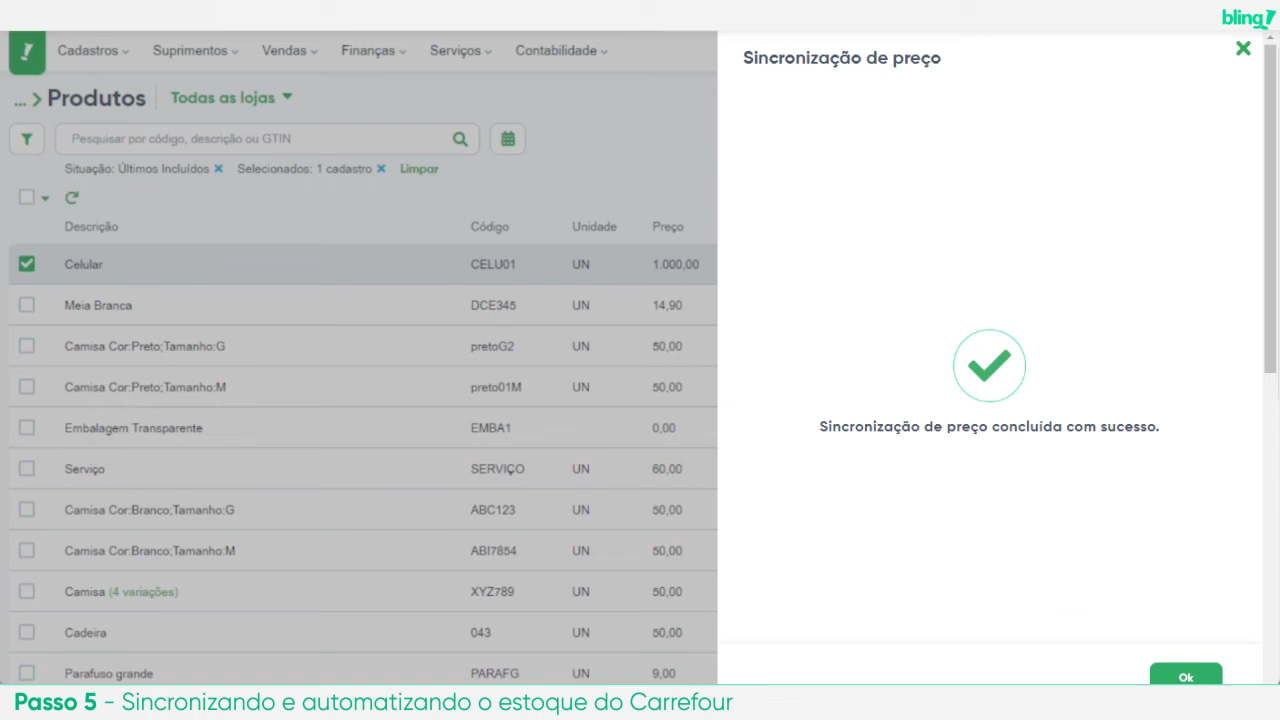 bling!
Cadastros Suprimentos Vendas Finanças Serviços Contabilidade
... Produtos Todas as lojas
Pesquisar por código, descrição ou GTIN
Situação: Últimos Incluídos Selecionados: 1 cadastro Limpar
Descrição Código Unidade Preço
Celular CELU01 UN 1.000,00
Meia Branca DCE345 UN 14,90
Camisa Cor:Preto;Tamanho:G pretoG2 UN 50,00
Camisa Cor:Preto;Tamanho:M preto01M UN 50,00
Embalagem Transparente EMBA1 0,00
Serviço SERVIÇO UN 60,00
Camisa Cor:Branco;Tamanho:G ABC123 UN 50,00
Camisa Cor:Branco;Tamanho:M ABI7854 UN 50,00
Camisa (4 variações) XYZ789 UN 50,00
Cadeira 043 UN 50,00
Parafuso grande PARAFG UN 9,00
Sincronização de preço
Sincronização de preço concluída com sucesso.
Ok
Passo 5 - Sincronizando e automatizando o estoque do Carrefour